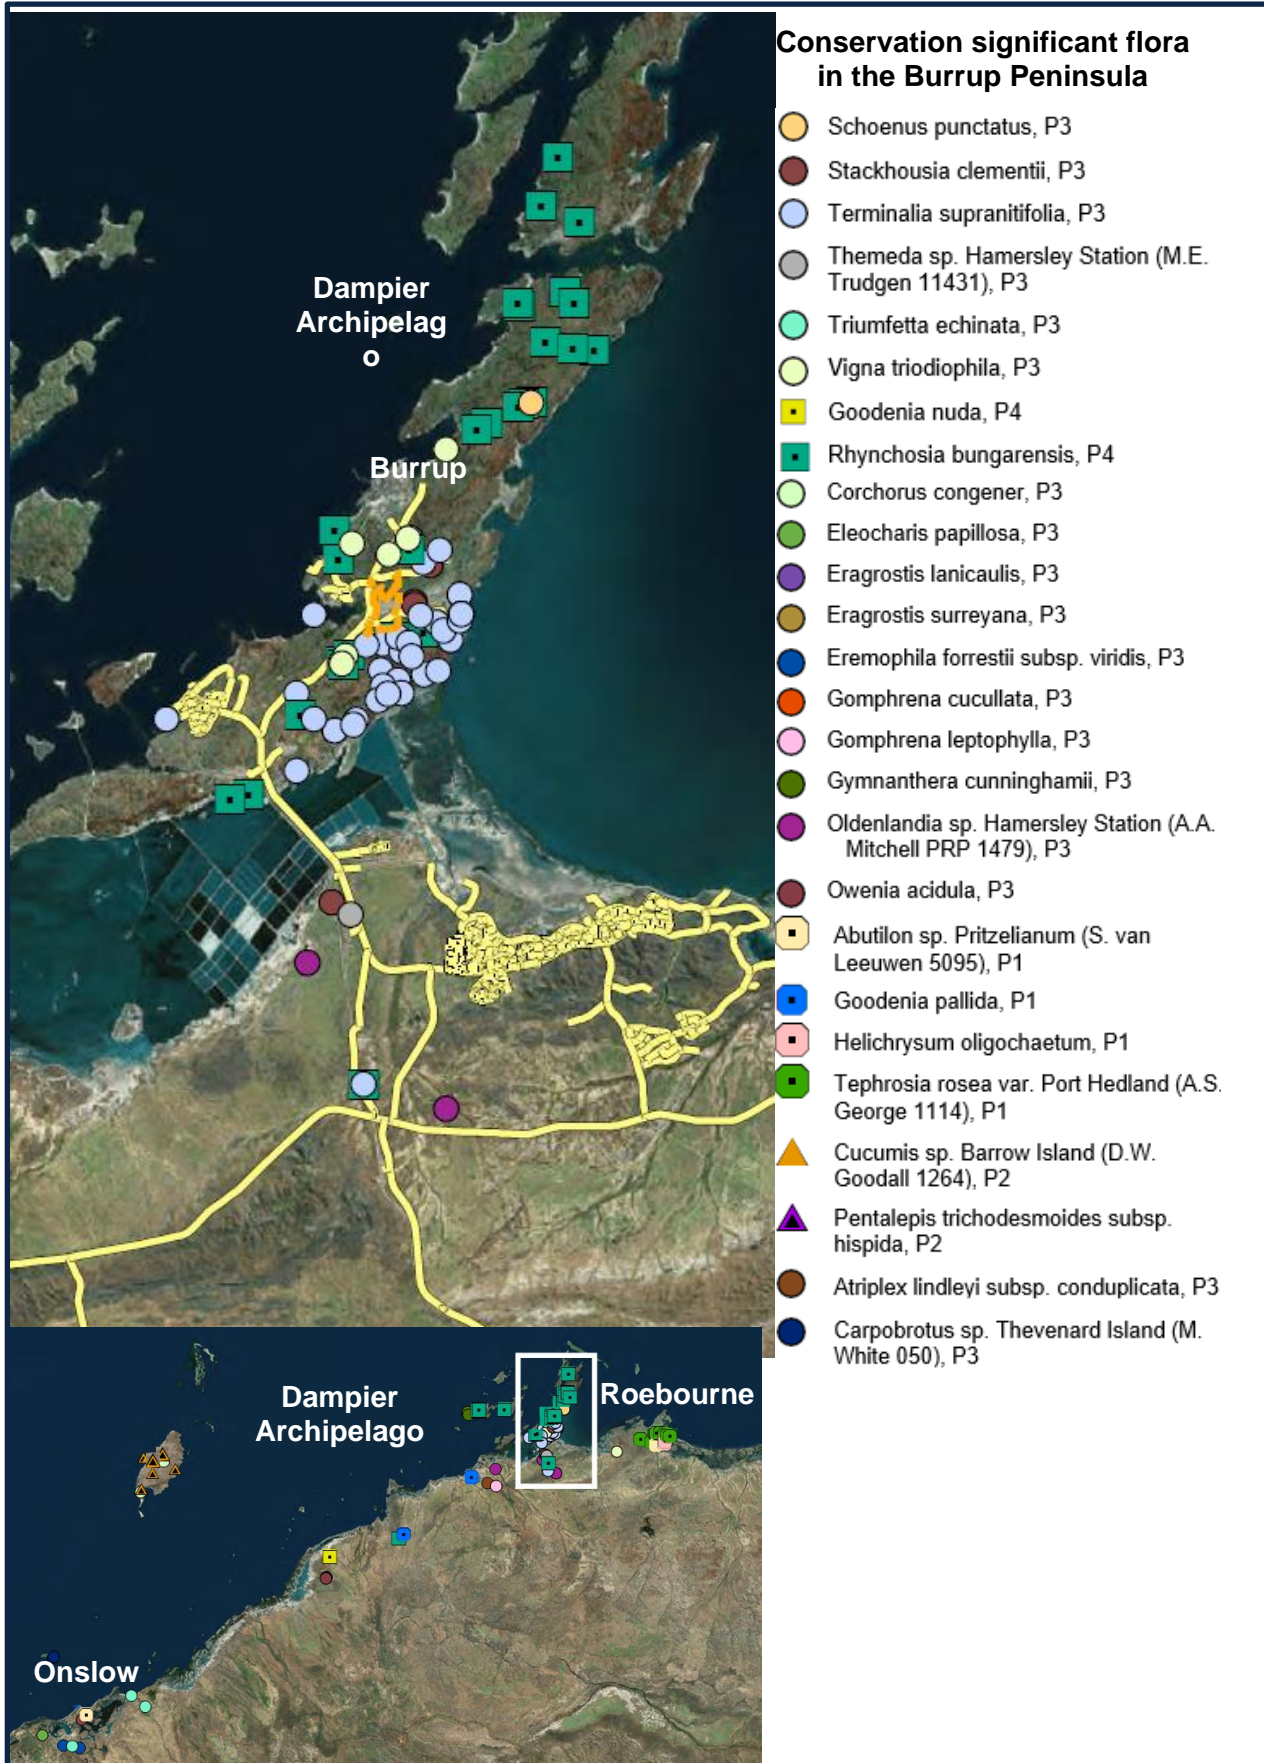 Conservation significant flora
in the Burrup Peninsula
Schoenus punctatus, P3
Stackhousia clementii, P3
Terminalia supranitifolia, P3
Themeda sp. Hamersley Station (M.E.
Trudgen 11431), P3
Triumfetta echinata, P3
Vigna triodiophila, P3
Goodenia nuda, P4
Rhynchosia bungarensis, P4
Corchorus congener, P3
Eleocharis papillosa, P3
Eragrostis lanicaulis, P3
Eragrostis surreyana, P3
Eremophila forrestii subsp. viridis, P3
Gomphrena cucullata, P3
Gomphrena leptophylla, P3
Gymnanthera cunninghamii, P3
Oldenlandia sp. Hamersley Station (A.A.
Mitchell PRP 1479), P3
Owenia acidula, P3
Abutilon sp. Pritzelianum (S. van
Leeuwen 5095), P1
Goodenia pallida, P1
Helichrysum oligochaetum, P1
Tephrosia rosea var. Port Hedland (A.S.
George 1114), P1
Cucumis sp. Barrow Island (D.W.
Goodall 1264), P2
Pentalepis trichodesmoides subsp.
hispida, P2
Atriplex lindleyi subsp. conduplicata, P3
Carpobrotus sp. Thevenard Island (M.
White 050), P3
Dampier
Archipelag
o
Burrup
Dampier
Archipelago
Roebourne
Onslow